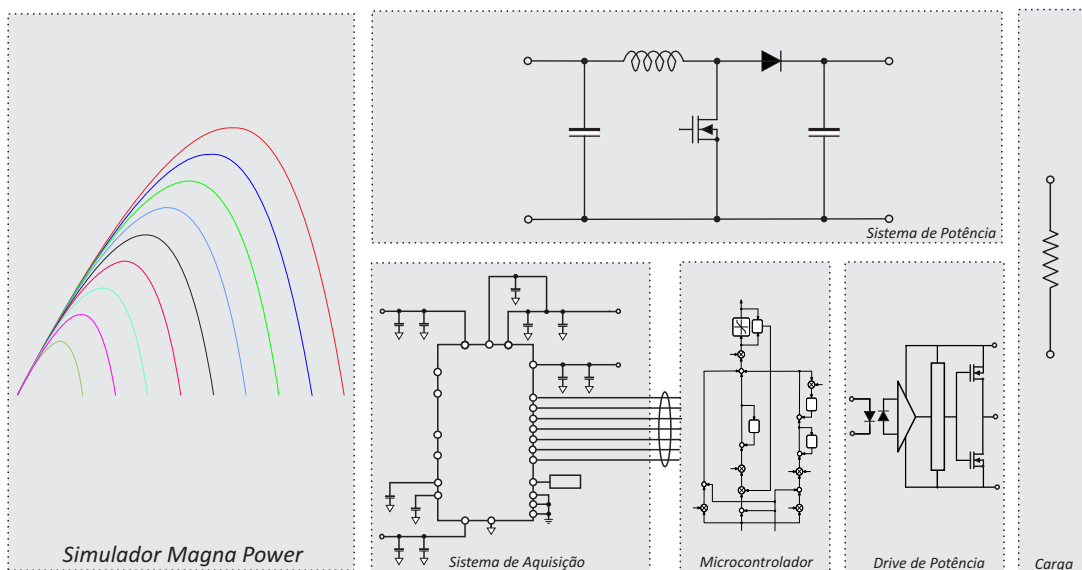 Sistema de Potência
Simulador Magna Power
Sistema de Aquisição
Microcontrolador
Drive de Potência
Carga